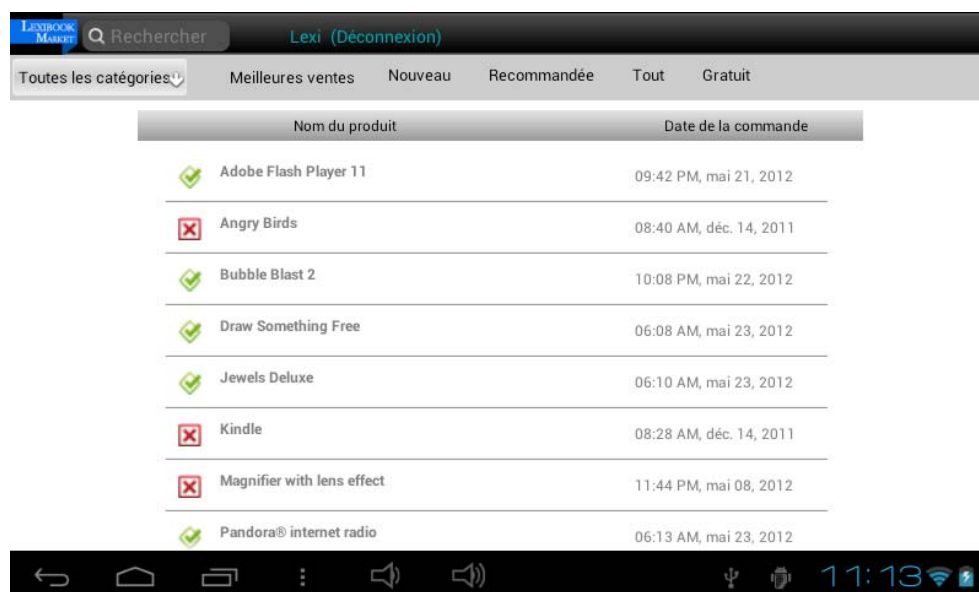 LEXIBOOK
MARKET
Rechercher
Lexi (Déconnexion)
Toutes les catégories
Meilleures ventes
Nouveau
Recommandée
Tout
Gratuit
Nom du produit
Date de la commande
Adobe Flash Player 11
09:42 PM, mai 21, 2012
Angry Birds
08:40 AM, déc. 14, 2011
Bubble Blast 2
10:08 PM, mai 22, 2012
Draw Something Free
06:08 AM, mai 23, 2012
Jewels Deluxe
06:10 AM, mai 23, 2012
Kindle
08:28 AM, déc. 14, 2011
Magnifier with lens effect
11:44 PM, mai 08, 2012
Pandora® internet radio
06:13 AM, mai 23, 2012
11:13